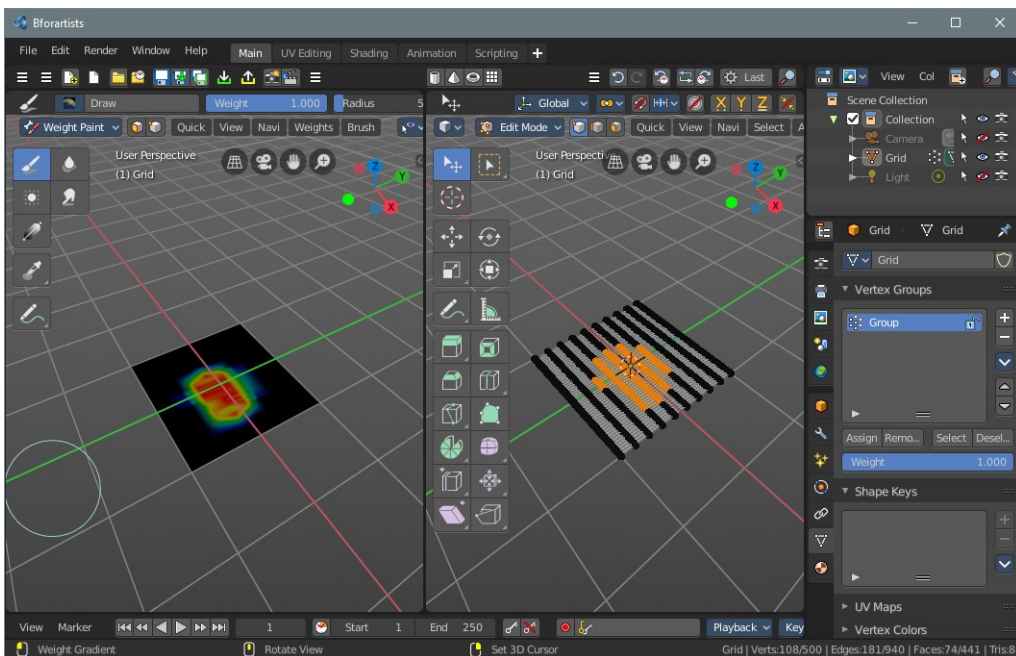 Bforartists
File Edit Render Window Help Main UV Editing Shading Animation Scripting +
Last View Col
Draw Weight 1.000 Radius 5 Global X Y Z Scene Collection
Weight Paint Quick View Navi Weights Brush Edit Mode Quick View Navi Select Collection
Camera
User Perspective User Perspecti Grid
(1) Grid (1) Grid Light
Z Y X Z Y X
Grid Grid
Grid
Vertex Groups
Group
Assign Remo... Select Desel...
Weight 1.000
Shape Keys
UV Maps
View Marker 1 Start 1 End 250 Playback Key Vertex Colors
Weight Gradient Rotate View Set 3D Cursor Grid | Verts:108/500 | Edges:181/940 | Faces:74/441 | Tris:8